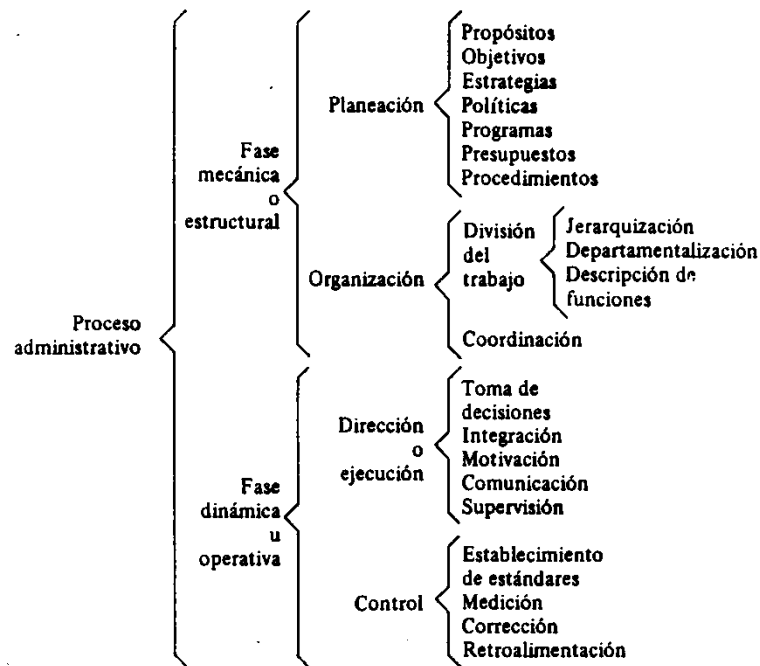 Proceso
administrativo
Fase
mecánica
o
estructural
Planeación
Propósitos
Objetivos
Estrategias
Políticas
Programas
Presupuestos
Procedimientos
Organización
División
del
trabajo
Jerarquización
Departamentalización
Descripción de
funciones
Coordinación
Fase
dinámica
u
operativa
Dirección
o
ejecución
Toma de
decisiones
Integración
Motivación
Comunicación
Supervisión
Control
Establecimiento
de estándares
Medición
Corrección
Retroalimentación